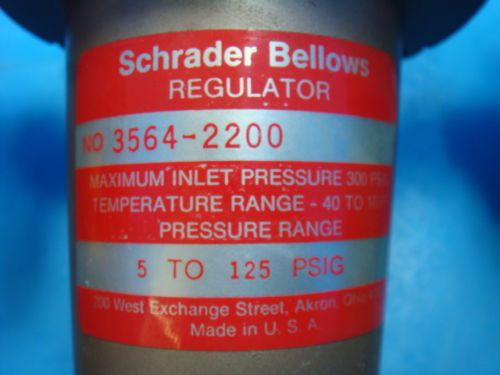 Schrader Bellows
REGULATOR
NO 3564-2200
MAXIMUM INLET PRESSURE 300
TEMPERATURE RANGE - 40 TO
PRESSURE RANGE
5 TO 125 PSIG
200 West Exchange Street, Akron,
Made in U. S. A.